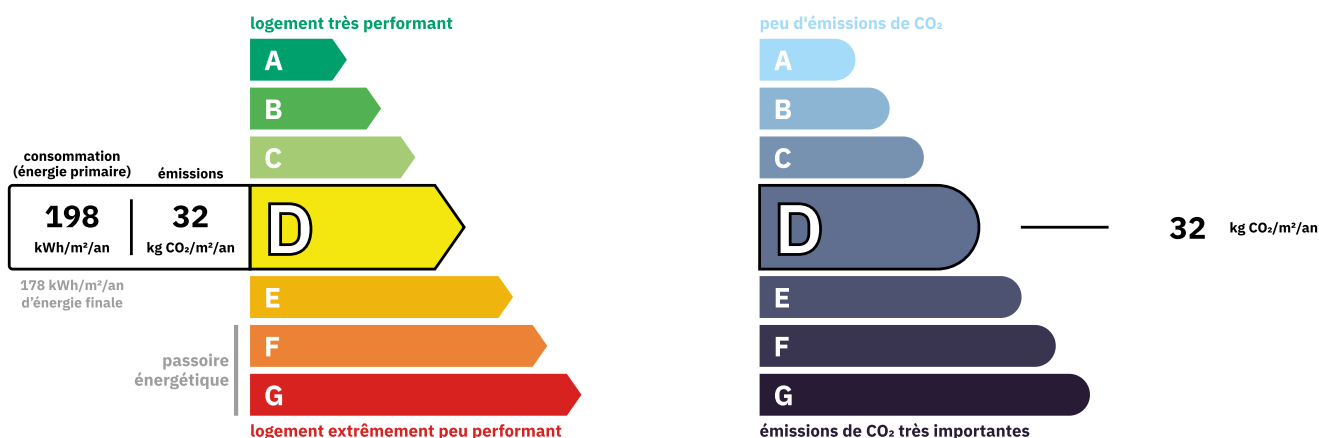 logement très performant
A
B
C
consommation
(énergie primaire)
émissions
198
kWh/m²/an
32
kg CO₂/m²/an
D
178 kWh/m²/an
d'énergie finale
E
F
passoire
énergétique
G
logement extrêmement peu performant
peu d'émissions de CO₂
A
B
C
D
32 kg CO₂/m²/an
E
F
G
émissions de CO₂ très importantes